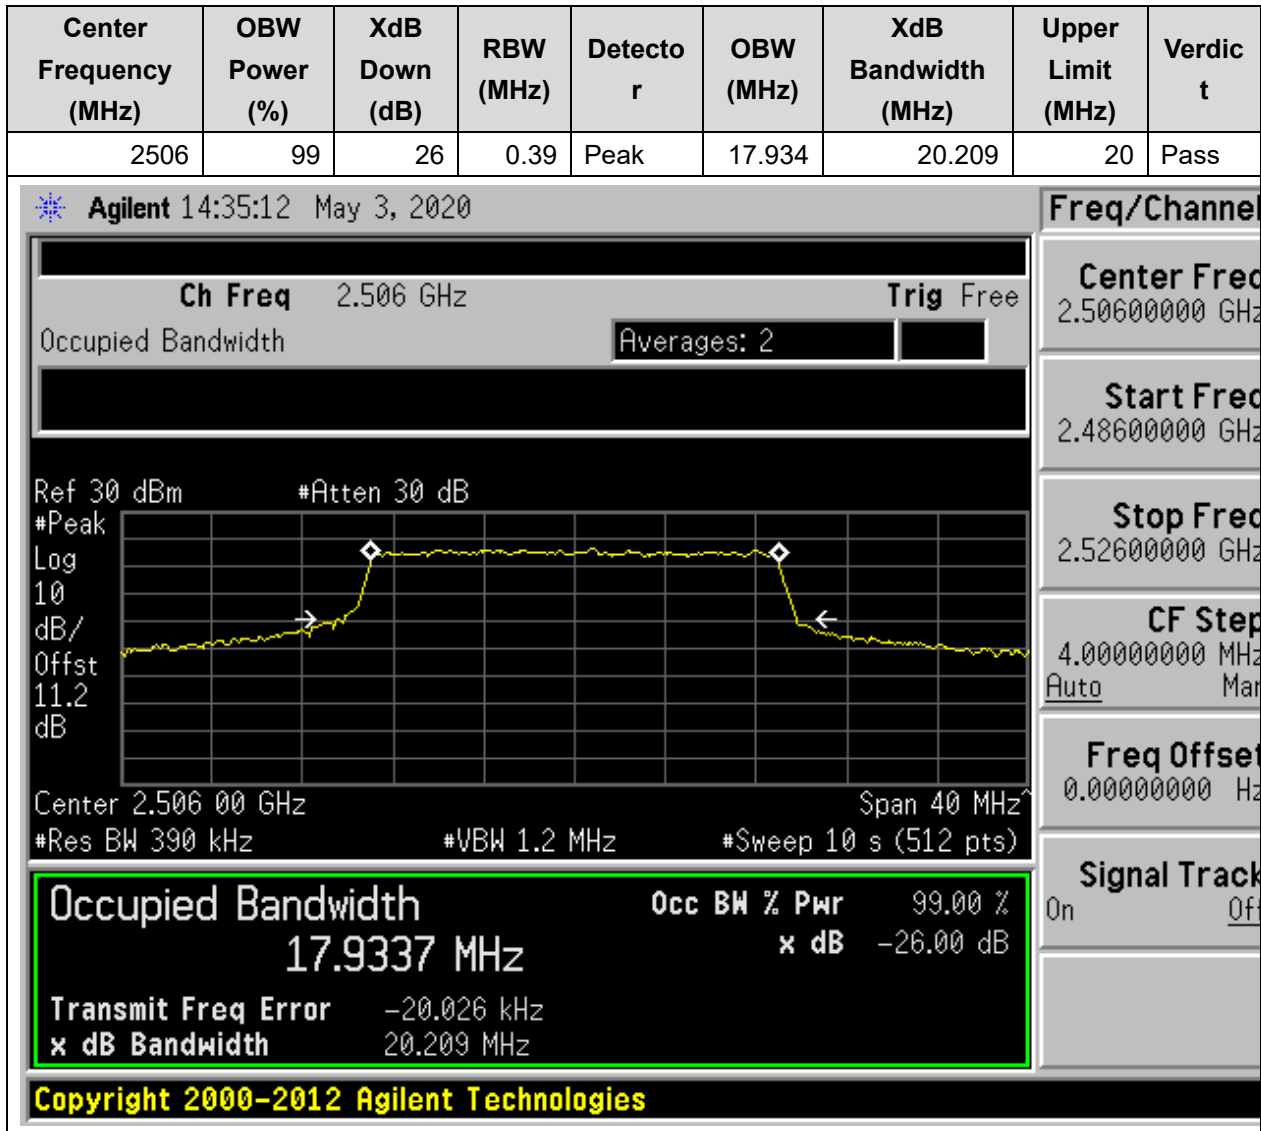 Center Frequency (MHz) OBW Power (%) XdB Down (dB) RBW (MHz) Detecto r OBW (MHz) XdB Bandwidth (MHz) Upper Limit (MHz) Verdic t
2506 99 26 0.39 Peak 17.934 20.209 20 Pass
Agilent 14:35:12 May 3, 2020
Freq/Channel
Ch Freq 2.506 GHz Trig Free
Occupied Bandwidth Averages: 2
Center Freq
2.50600000 GHz
Start Freq
2.48600000 GHz
Stop Freq
2.52600000 GHz
CF Step
4.00000000 MHz
Auto Man
Freq Offset
0.00000000 Hz
Signal Track
On Off
Ref 30 dBm #Atten 30 dB
#Peak
Log
10
dB/
Offst
11.2
dB
Center 2.506 00 GHz Span 40 MHz^
#Res BW 390 kHz #VBW 1.2 MHz #Sweep 10 s (512 pts)
Occupied Bandwidth Occ BW % Pwr 99.00 %
17.9337 MHz x dB -26.00 dB
Transmit Freq Error -20.026 kHz
x dB Bandwidth 20.209 MHz
Copyright 2000-2012 Agilent Technologies